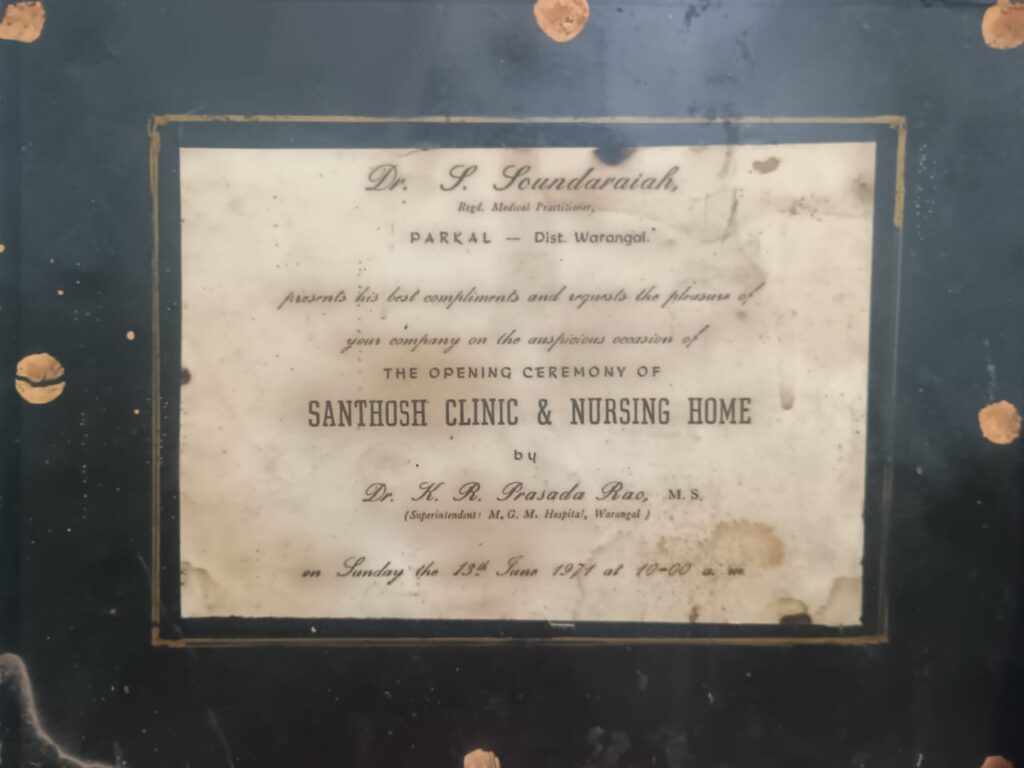 Dr. S. Soundaraiah,
Regd. Medical Practitioner,
PARKAL — Dist. Warangal.
presents his best compliments and requests the pleasure of
your company on the auspicious occasion of
THE OPENING CEREMONY OF
SANTHOSH CLINIC & NURSING HOME
by
Dr. K. R. Prasada Rao, M. S.
(Superintendent: M. G. M. Hospital, Warangal)
on Sunday the 13th June 1971 at 10-00 a. m.